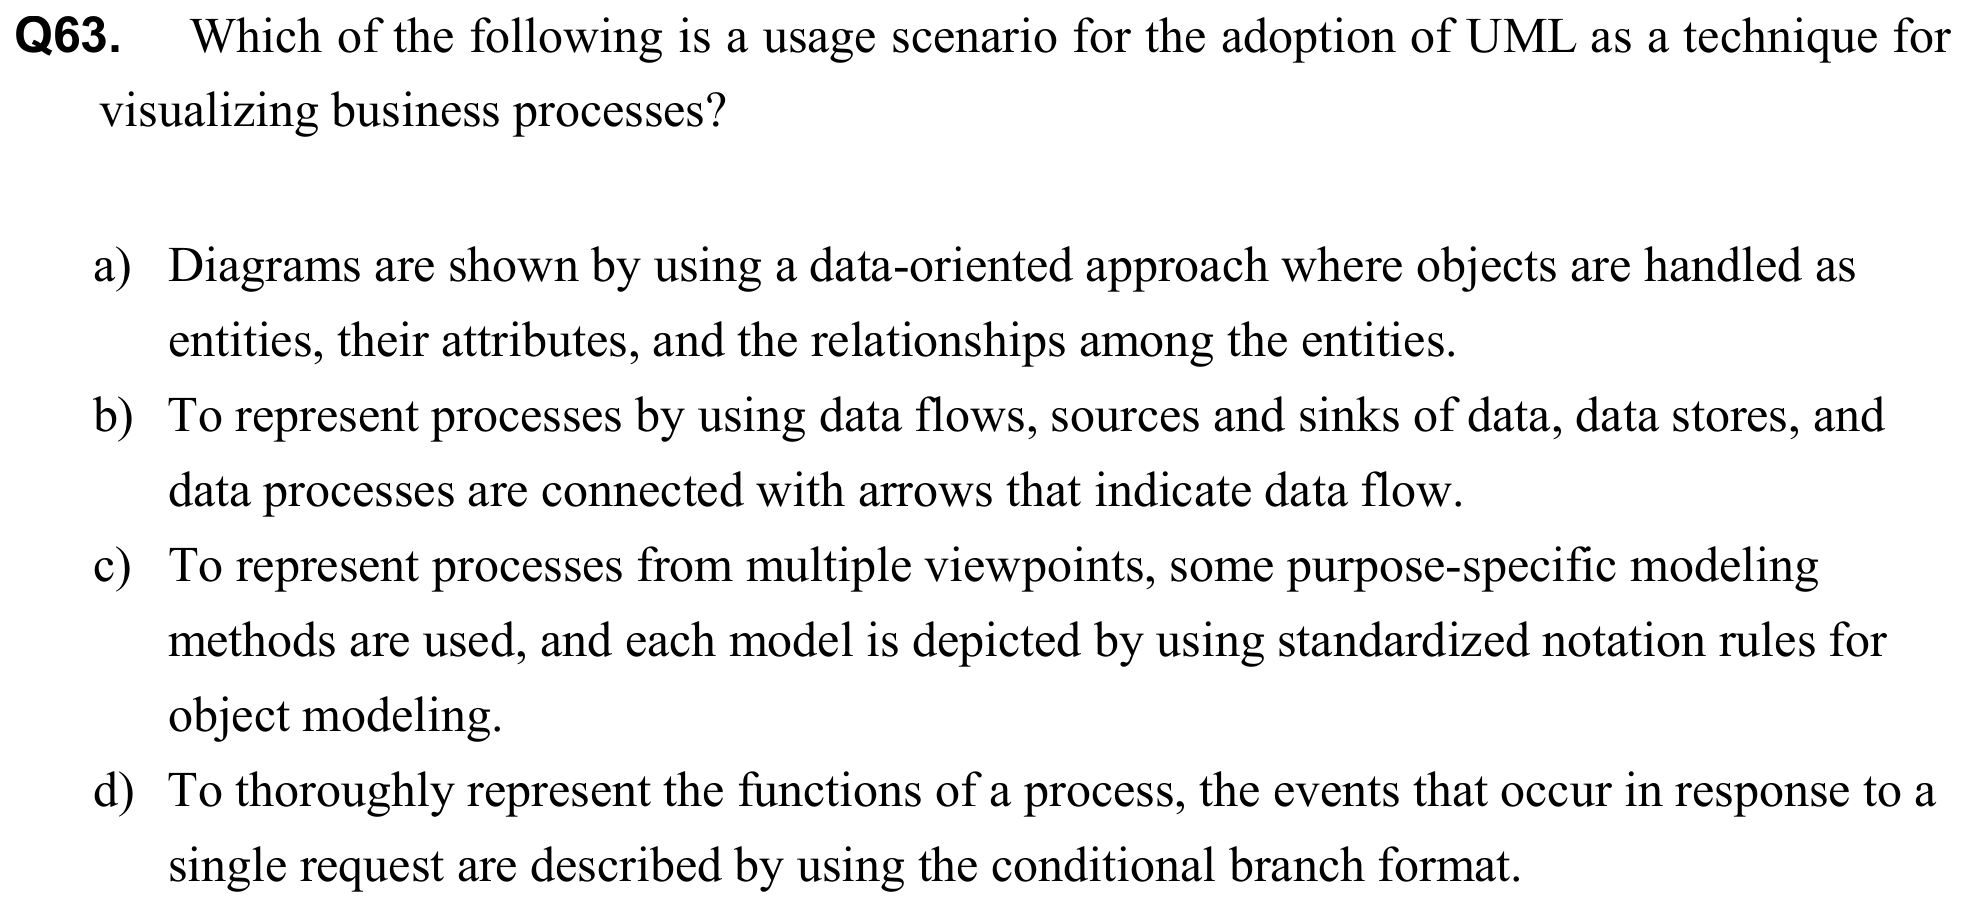 Q63. Which of the following is a usage scenario for the adoption of UML as a technique for
visualizing business processes?
a) Diagrams are shown by using a data-oriented approach where objects are handled as
entities, their attributes, and the relationships among the entities.
b) To represent processes by using data flows, sources and sinks of data, data stores, and
data processes are connected with arrows that indicate data flow.
c) To represent processes from multiple viewpoints, some purpose-specific modeling
methods are used, and each model is depicted by using standardized notation rules for
object modeling.
d) To thoroughly represent the functions of a process, the events that occur in response to a
single request are described by using the conditional branch format.